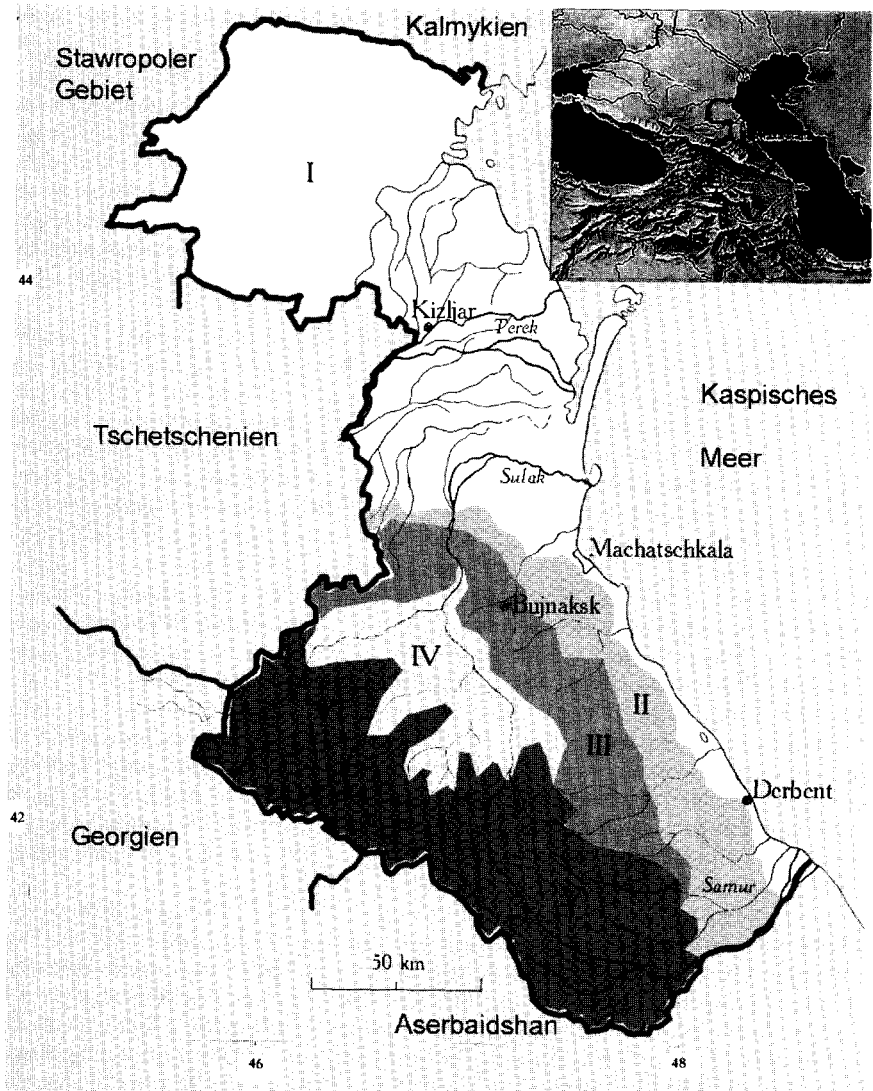 Kalmykien
Stawropoler
Gebiet
I
44
Kizljar
Perek
Kaspisches
Meer
Tschetschenien
Sulak
Machatschkala
Bujnaksk
IV
II
III
Derbent
42
Georgien
Samur
50 km
Aserbaidshan
46
48